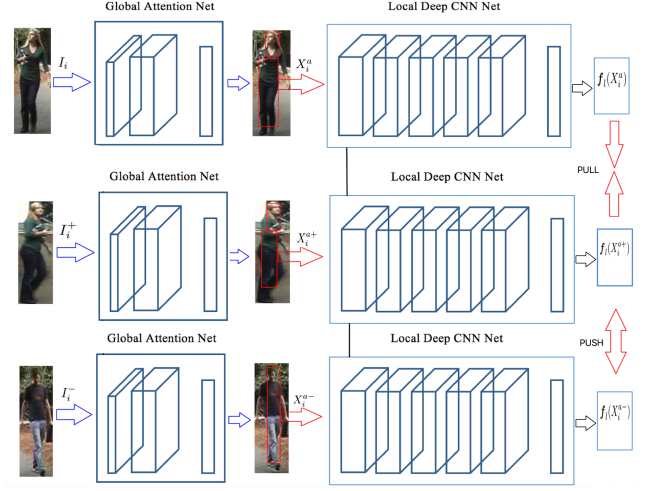 Global Attention Net
Local Deep CNN Net
I_i
X_i^a
f_l(X_i^a)
PULL
Global Attention Net
Local Deep CNN Net
I_i^+
X_i^{a+}
f_l(X_i^{a+})
PUSH
Global Attention Net
Local Deep CNN Net
I_i^-
X_i^{a-}
f_l(X_i^{a-})